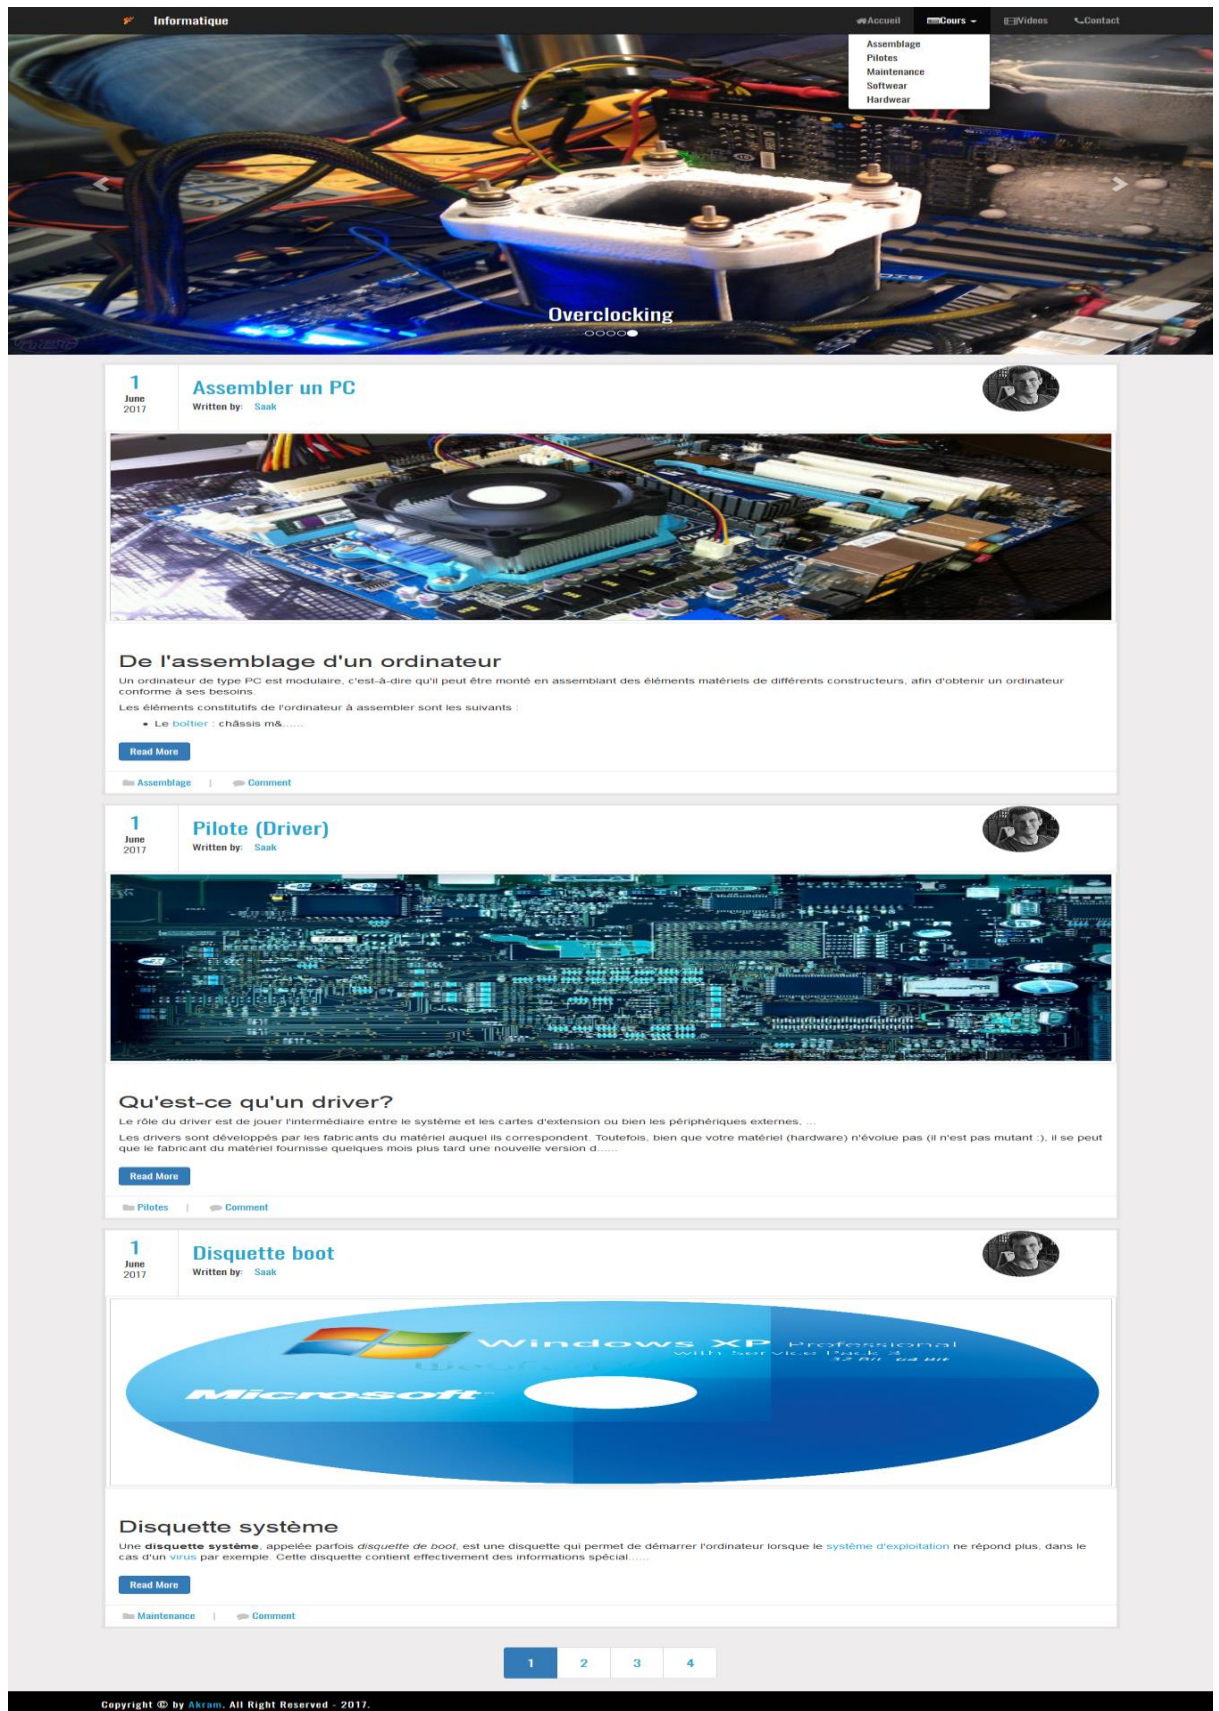 Informatique
Accueil Cours Videos Contact
Assemblage
Pilotes
Maintenance
Softwear
Hardwear
Overclocking
1
June
2017
Assembler un PC
Written by: Saak
De l'assemblage d'un ordinateur
Un ordinateur de type PC est modulaire, c'est-à-dire qu'il peut être monté en assemblant des éléments matériels de différents constructeurs, afin d'obtenir un ordinateur
conforme à ses besoins.
Les éléments constitutifs de l'ordinateur à assembler sont les suivants :
• Le boîtier : châssis m&......
Read More
Assemblage | Comment
1
June
2017
Pilote (Driver)
Written by: Saak
Qu'est-ce qu'un driver?
Le rôle du driver est de jouer l'intermédiaire entre le système et les cartes d'extension ou bien les périphériques externes, ...
Les drivers sont développés par les fabricants du matériel auquel ils correspondent. Toutefois, bien que votre matériel (hardware) n'évolue pas (il n'est pas mutant :), il se peut
que le fabricant du matériel fournisse quelques mois plus tard une nouvelle version d......
Read More
Pilotes | Comment
1
June
2017
Disquette boot
Written by: Saak
Windows XP Professional
with Service Pack 3
32 Bit 64 Bit
Microsoft
Disquette système
Une disquette système, appelée parfois disquette de boot, est une disquette qui permet de démarrer l'ordinateur lorsque le système d'exploitation ne répond plus, dans le
cas d'un virus par exemple. Cette disquette contient effectivement des informations spécial......
Read More
Maintenance | Comment
1 2 3 4
Copyright © by Akram. All Right Reserved - 2017.